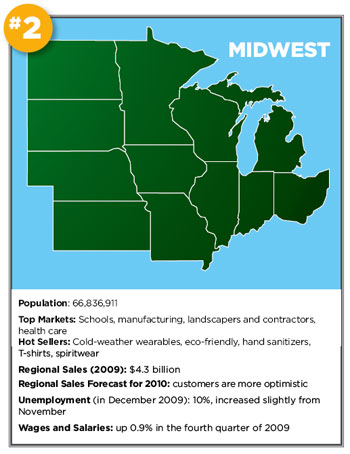 #2
MIDWEST
Population: 66,836,911
Top Markets: Schools, manufacturing, landscapers and contractors,
health care
Hot Sellers: Cold-weather wearables, eco-friendly, hand sanitizers,
T-shirts, spiritwear
Regional Sales (2009): $4.3 billion
Regional Sales Forecast for 2010: customers are more optimistic
Unemployment (in December 2009): 10%, increased slightly from
November
Wages and Salaries: up 0.9% in the fourth quarter of 2009